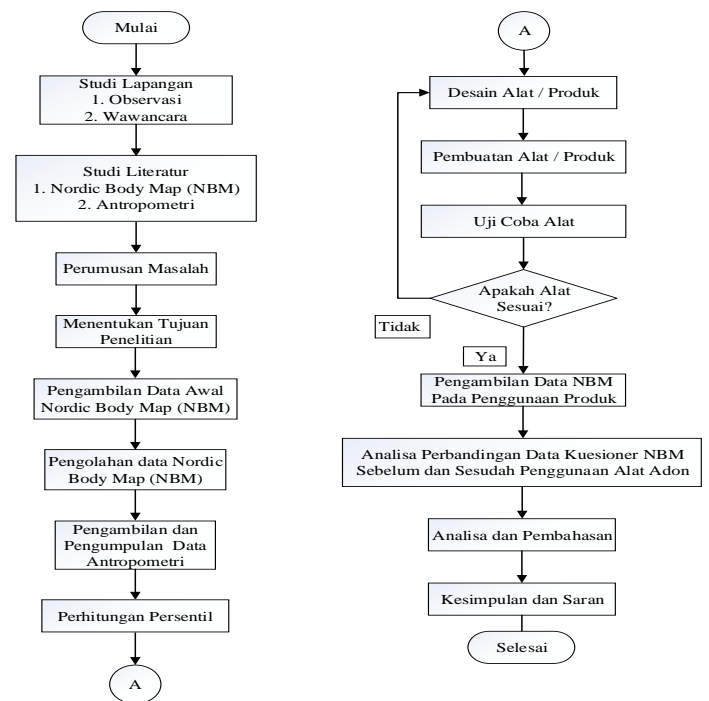 Mulai
Studi Lapangan
1. Observasi
2. Wawancara
Studi Literatur
1. Nordic Body Map (NBM)
2. Antropometri
Perumusan Masalah
Menentukan Tujuan
Penelitian
Pengambilan Data Awal
Nordic Body Map (NBM)
Pengolahan data Nordic
Body Map (NBM)
Pengambilan dan
Pengumpulan Data
Antropometri
Perhitungan Persentil
A
A
Desain Alat / Produk
Pembuatan Alat / Produk
Uji Coba Alat
Apakah Alat
Sesuai?
Tidak
Ya
Pengambilan Data NBM
Pada Penggunaan Produk
Analisa Perbandingan Data Kuesioner NBM
Sebelum dan Sesudah Penggunaan Alat Adon
Analisa dan Pembahasan
Kesimpulan dan Saran
Selesai